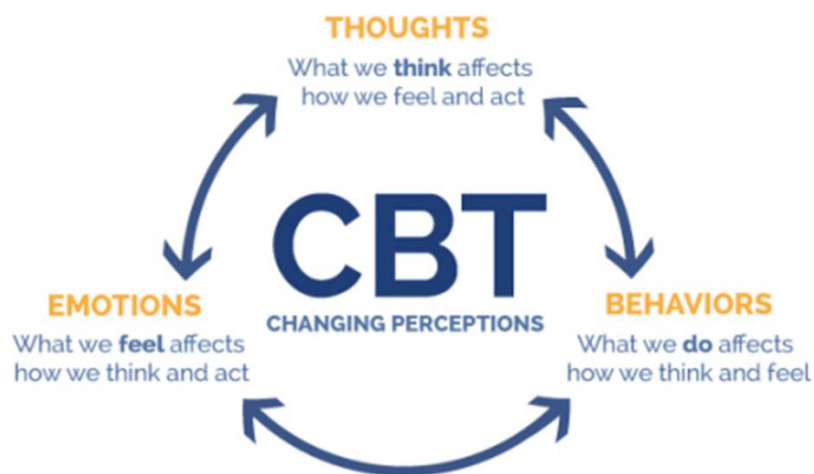 THOUGHTS
What we think affects
how we feel and act
CBT
CHANGING PERCEPTIONS
EMOTIONS
What we feel affects
how we think and act
BEHAVIORS
What we do affects
how we think and feel